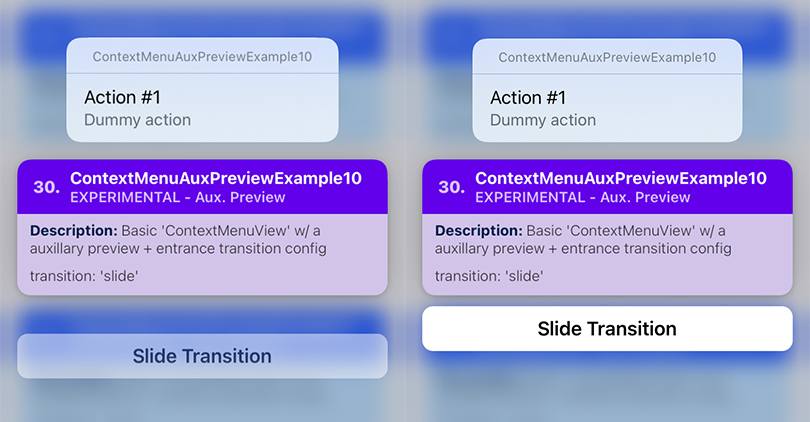 ContextMenuAuxPreviewExample10
Action #1
Dummy action
30.
ContextMenuAuxPreviewExample10
EXPERIMENTAL - Aux. Preview
Description: Basic 'ContextMenuView' w/ a
auxillary preview + entrance transition config
transition: 'slide'
Slide Transition
ContextMenuAuxPreviewExample10
Action #1
Dummy action
30.
ContextMenuAuxPreviewExample10
EXPERIMENTAL - Aux. Preview
Description: Basic 'ContextMenuView' w/ a
auxillary preview + entrance transition config
transition: 'slide'
Slide Transition